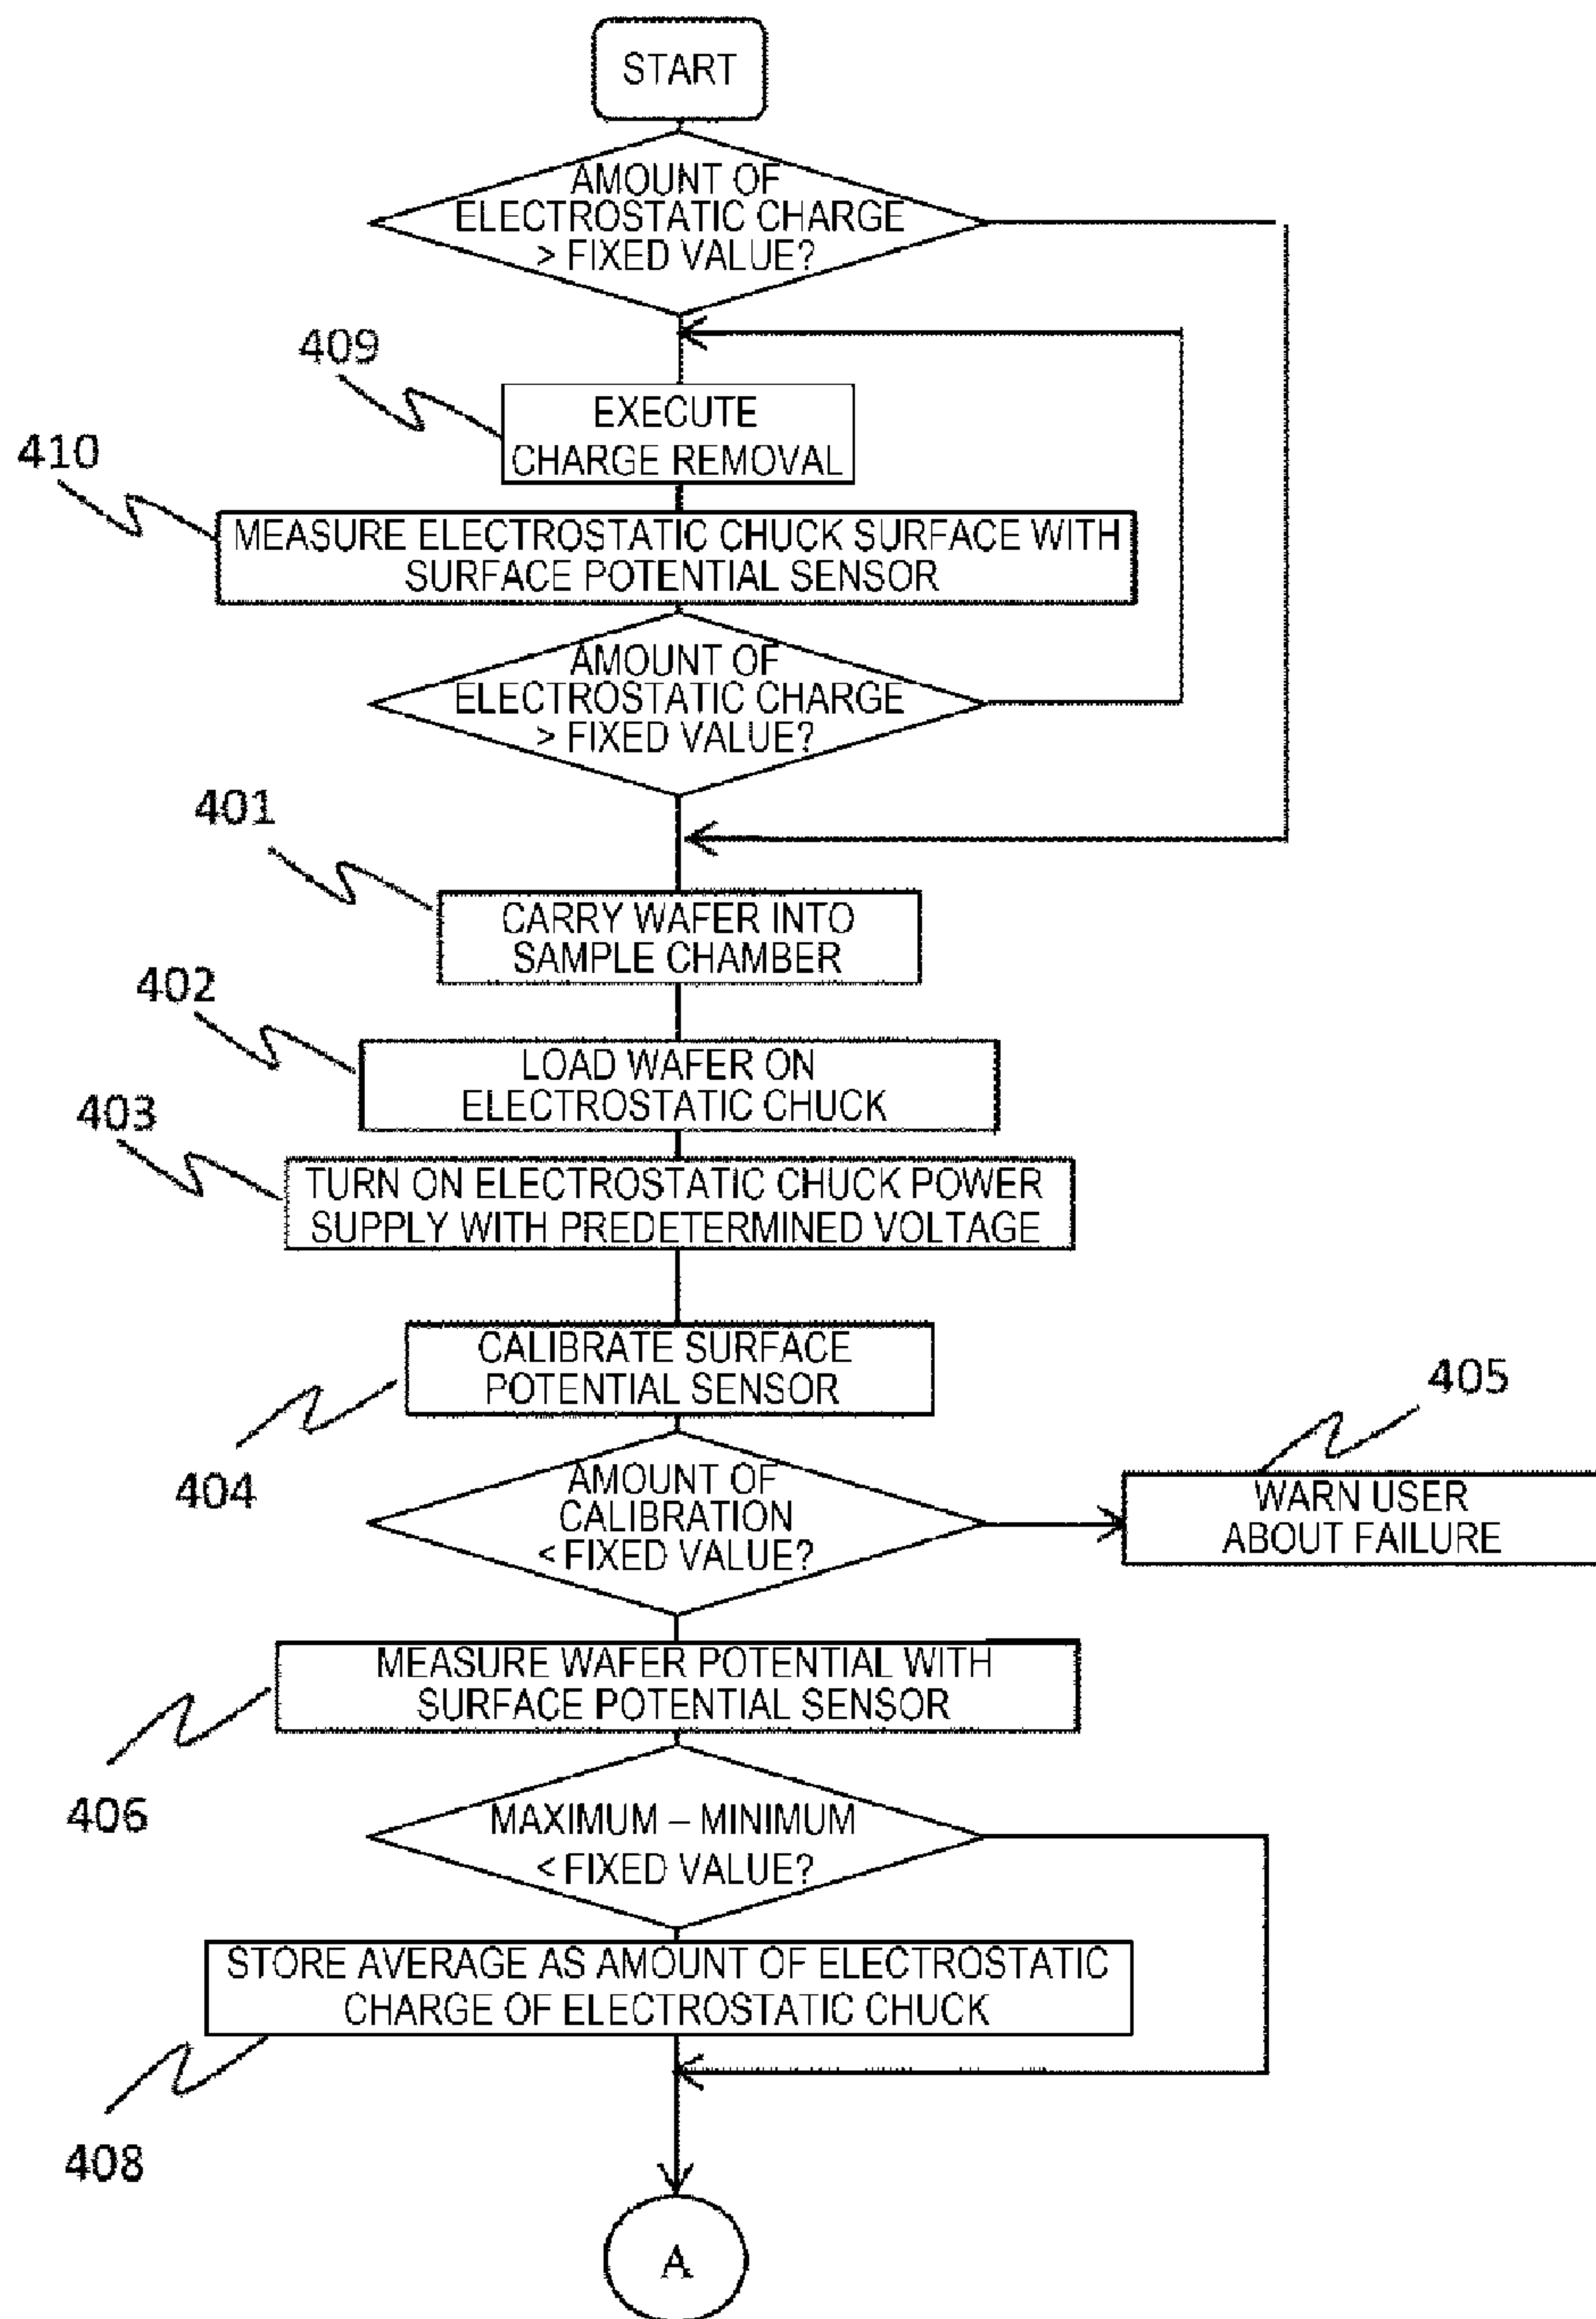 START
AMOUNT OF
ELECTROSTATIC CHARGE
> FIXED VALUE?
409
EXECUTE
CHARGE REMOVAL
410
MEASURE ELECTROSTATIC CHUCK SURFACE WITH
SURFACE POTENTIAL SENSOR
AMOUNT OF
ELECTROSTATIC CHARGE
> FIXED VALUE?
401
CARRY WAFER INTO
SAMPLE CHAMBER
402
LOAD WAFER ON
ELECTROSTATIC CHUCK
403
TURN ON ELECTROSTATIC CHUCK POWER
SUPPLY WITH PREDETERMINED VOLTAGE
CALIBRATE SURFACE
POTENTIAL SENSOR
404
AMOUNT OF
CALIBRATION
< FIXED VALUE?
405
WARN USER
ABOUT FAILURE
MEASURE WAFER POTENTIAL WITH
SURFACE POTENTIAL SENSOR
406
MAXIMUM – MINIMUM
< FIXED VALUE?
STORE AVERAGE AS AMOUNT OF ELECTROSTATIC
CHARGE OF ELECTROSTATIC CHUCK
408
A